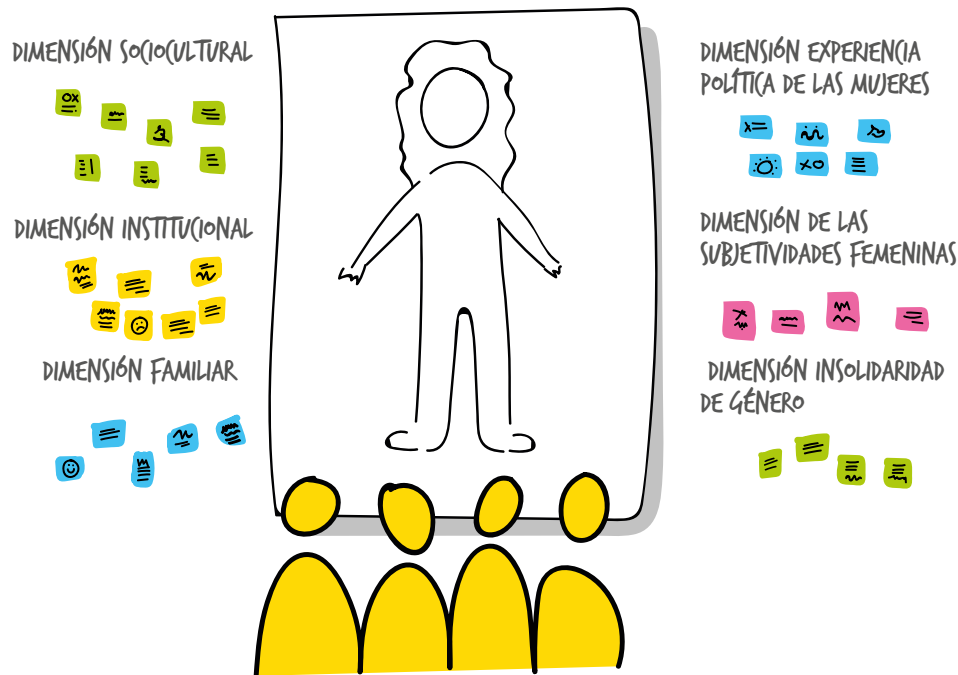 DIMENSIÓN SOCIOCULTURAL
DIMENSIÓN INSTITUCIONAL
DIMENSIÓN FAMILIAR
DIMENSIÓN EXPERIENCIA
POLÍTICA DE LAS MUJERES
DIMENSIÓN DE LAS
SUBJETIVIDADES FEMENINAS
DIMENSIÓN INSOLIDARIDAD
DE GÉNERO